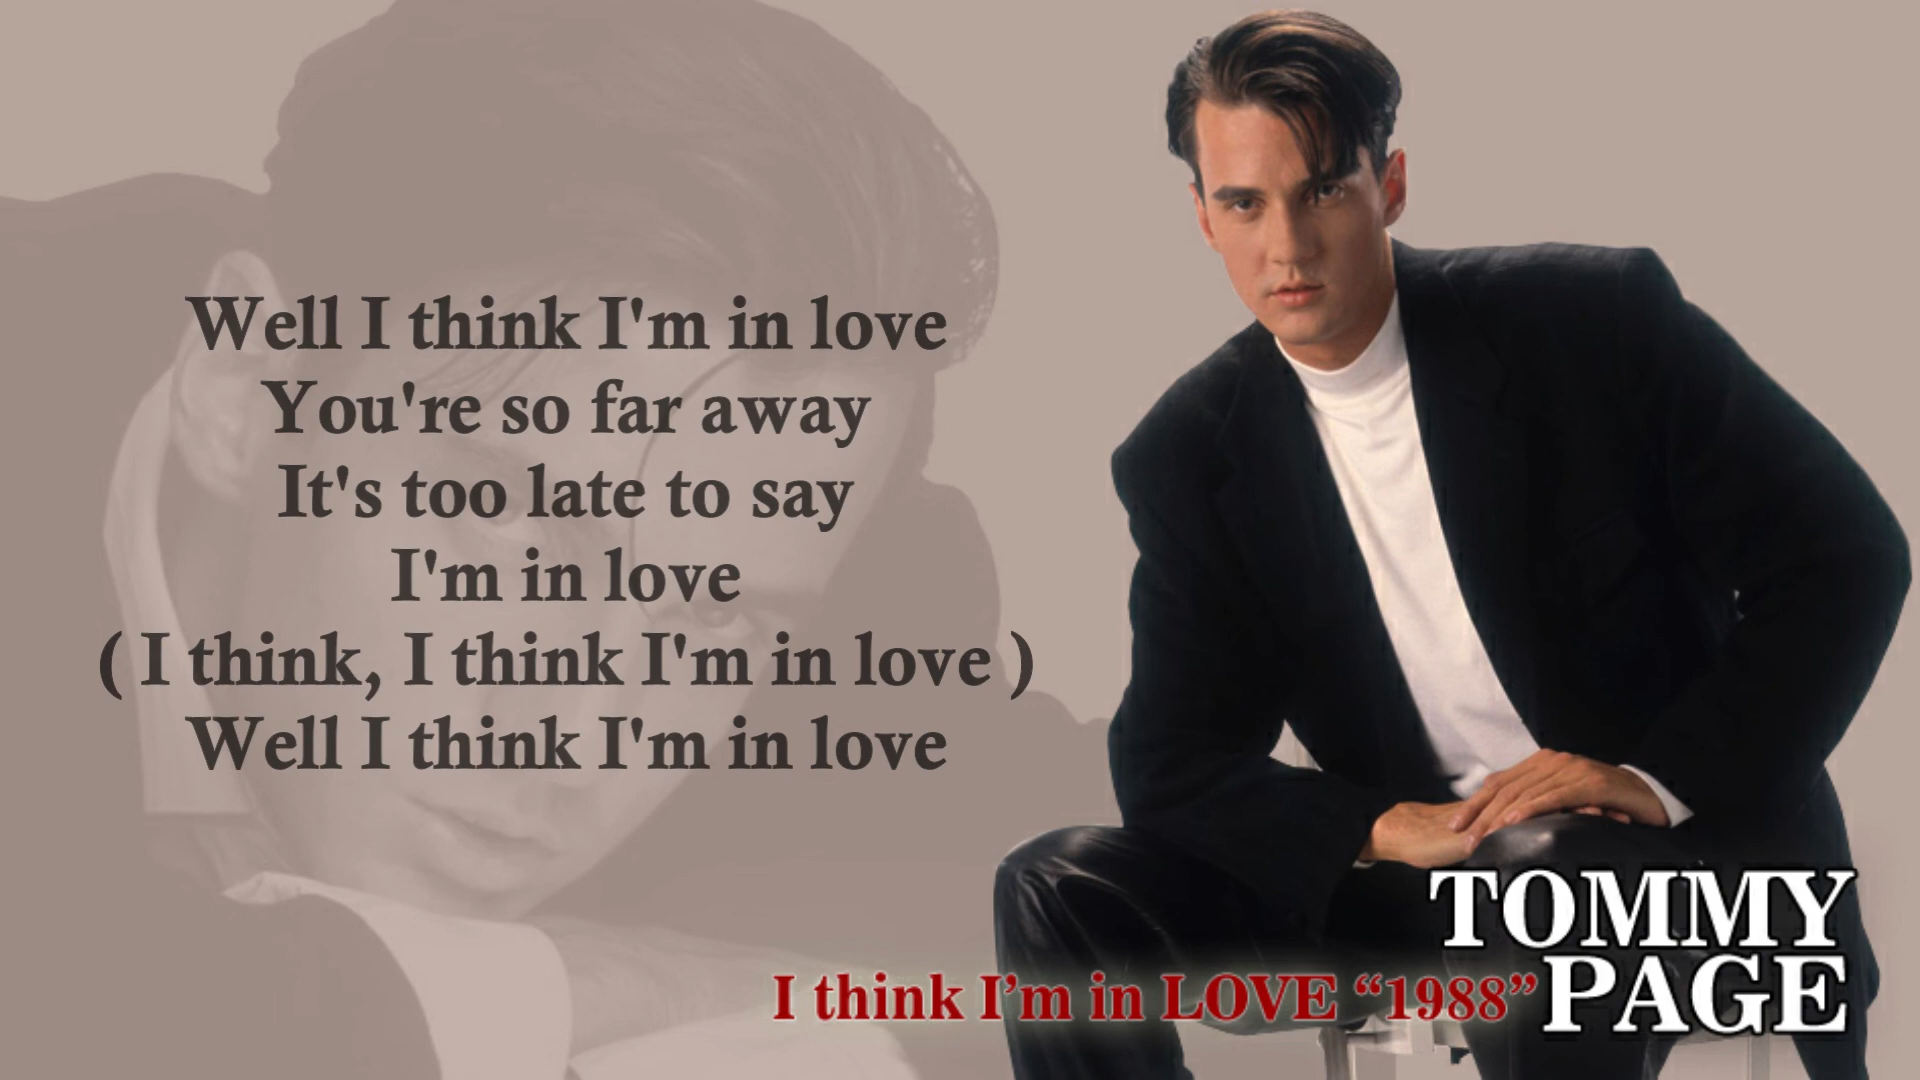 Well I think I'm in love
You're so far away
It's too late to say
I'm in love
( I think, I think I'm in love )
Well I think I'm in love
TOMMY
PAGE
I think I’m in LOVE “1988”